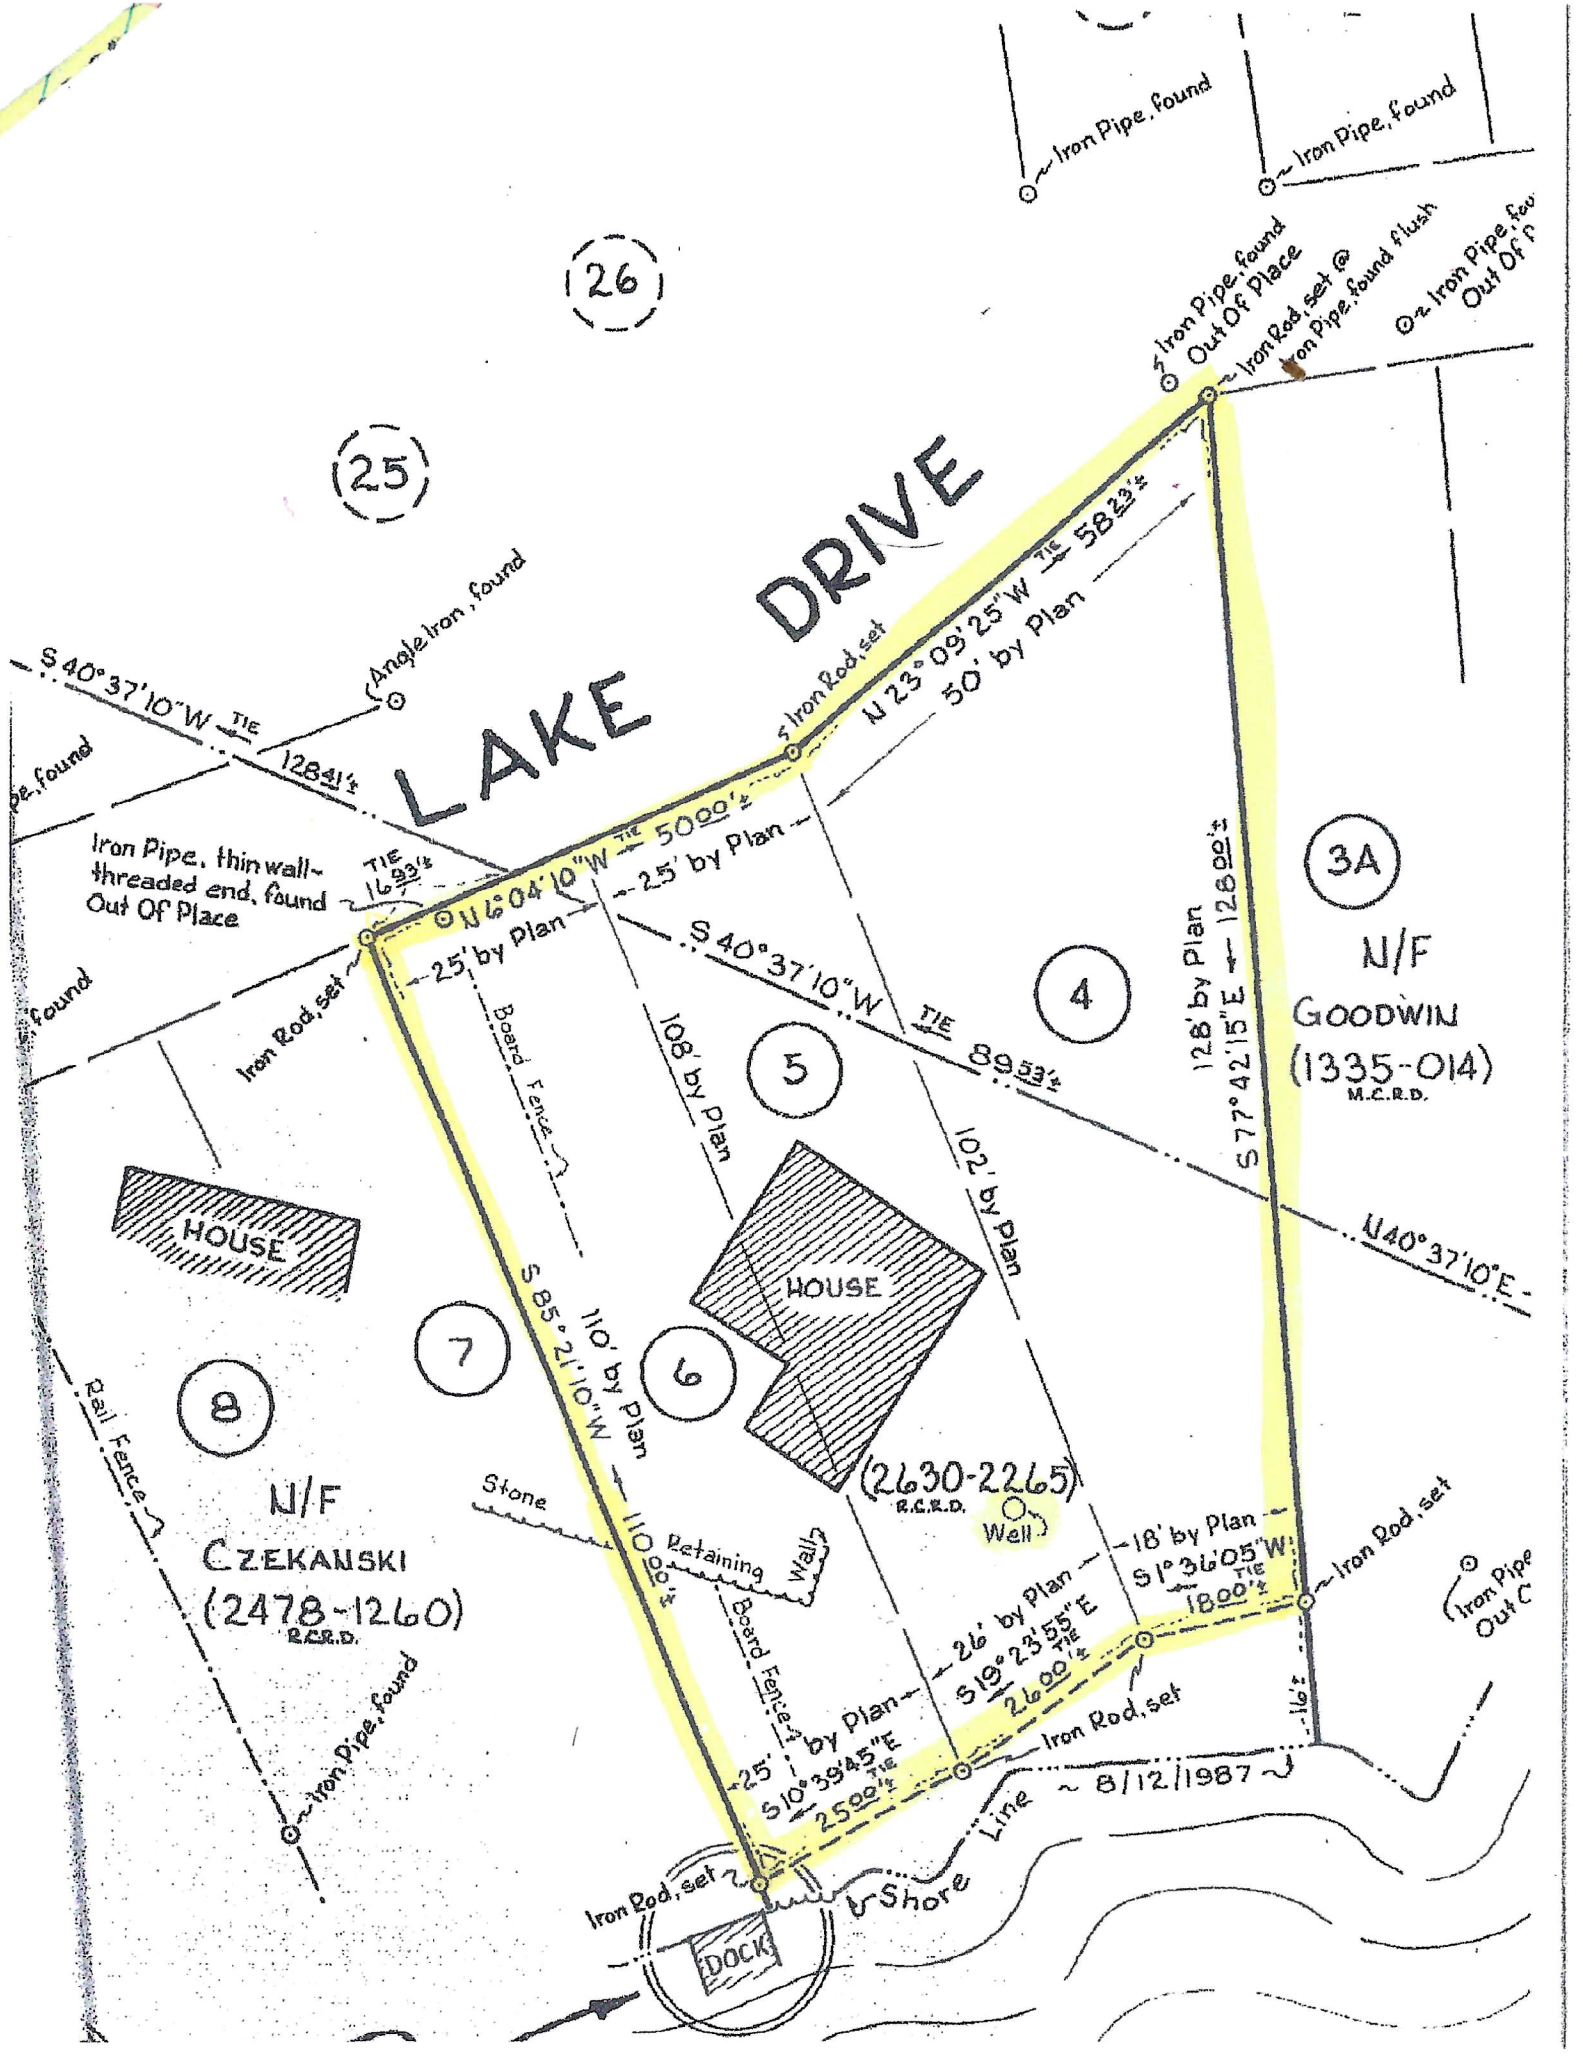 Iron Pipe, found
Iron Pipe, found
Iron Pipe, found
Out Of Place
Iron Rod, set @
Iron Pipe, found flush
Iron Pipe, fou
Out Of P
26
25
LAKE DRIVE
Angle Iron, found
S 40°37'10"W
TIE
128 41'±
pe, found
Iron Pipe, thin wall-
threaded end, found
Out Of Place
TIE
16 93'±
Iron Rod, set
N 23°09'25"W
TIE
58 23'±
50' by Plan
N 6°04'10"W
TIE
50 00'±
25' by Plan
25' by Plan
, found
Iron Rod, set
Board Fence
108' by Plan
S 40°37'10"W
TIE
89 53'±
5
4
102' by Plan
128' by Plan
S 77°42'15"E
128 00'±
3A
N/F
GOODWIN
(1335-014)
M.C.R.D.
N 40°37'10"E
HOUSE
HOUSE
7
6
8
S 85°21'10"W
110 00'±
110' by Plan
Rail Fence
N/F
CZEKANSKI
(2478-1260)
R.C.R.D.
Stone
Retaining
Wall
(2630-2265)
R.C.R.D.
Well
18' by Plan
S 1°36'05"W
TIE
18 00'±
Iron Rod, set
Iron Pipe
Out O
26' by Plan
S 19°23'55"E
TIE
26 00'±
Board Fence
25' by Plan
S 10°39'45"E
TIE
25 00'±
Iron Rod, set
16'±
Iron Pipe, found
Iron Rod, set
Shore Line ~ 8/12/1987 ~
DOCK